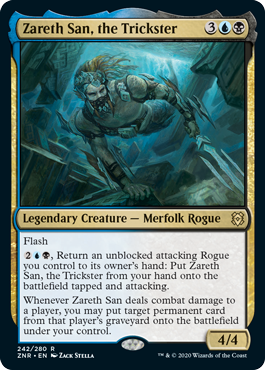 Zareth San, the Trickster 3
Legendary Creature — Merfolk Rogue
Flash
2, Return an unblocked attacking Rogue
you control to its owner's hand: Put Zareth
San, the Trickster from your hand onto the
battlefield tapped and attacking.
Whenever Zareth San deals combat damage to
a player, you may put target permanent card
from that player's graveyard onto the battlefield
under your control.
4/4
242/280 R
ZNR • EN Zack Stella
™ & © 2020 Wizards of the Coast